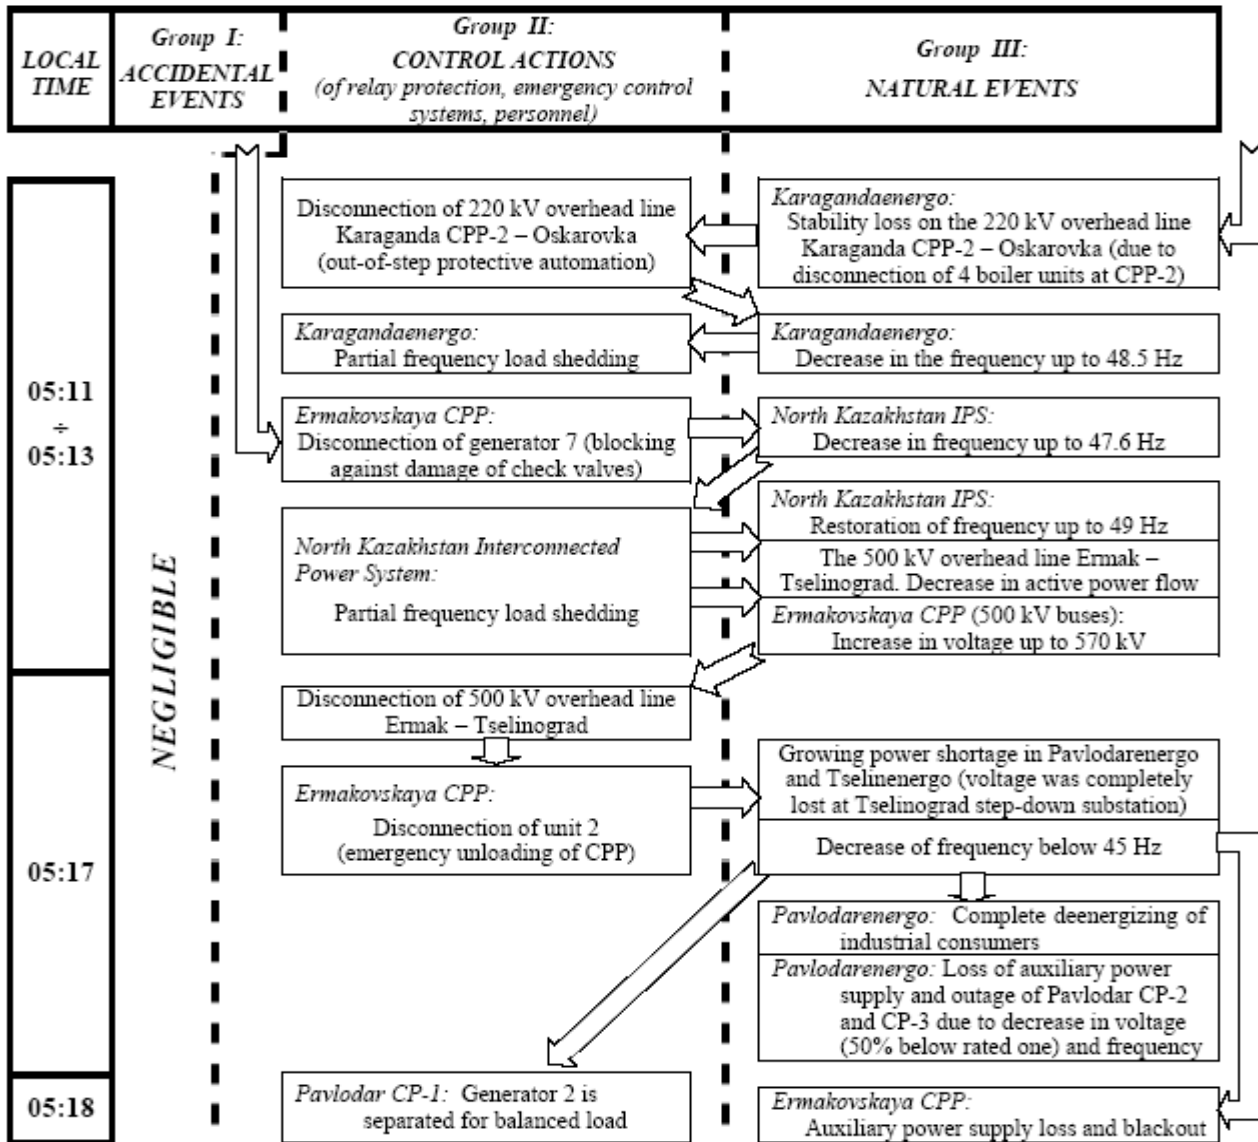 LOCAL
TIME
Group I:
ACCIDENTAL
EVENTS
Group II:
CONTROL ACTIONS
(of relay protection, emergency control
systems, personnel)
Group III:
NATURAL EVENTS
05:11
÷
05:13
NEGLIGIBLE
Disconnection of 220 kV overhead line
Karaganda CPP-2 – Oskarovka
(out-of-step protective automation)
Karagandaenergo:
Stability loss on the 220 kV overhead line
Karaganda CPP-2 – Oskarovka (due to
disconnection of 4 boiler units at CPP-2)
Karagandaenergo:
Partial frequency load shedding
Karagandaenergo:
Decrease in the frequency up to 48.5 Hz
Ermakovskaya CPP:
Disconnection of generator 7 (blocking
against damage of check valves)
North Kazakhstan IPS:
Decrease in frequency up to 47.6 Hz
North Kazakhstan Interconnected
Power System:
Partial frequency load shedding
North Kazakhstan IPS:
Restoration of frequency up to 49 Hz
The 500 kV overhead line Ermak –
Tselinograd. Decrease in active power flow
Ermakovskaya CPP (500 kV buses):
Increase in voltage up to 570 kV
05:17
Disconnection of 500 kV overhead line
Ermak – Tselinograd
Ermakovskaya CPP:
Disconnection of unit 2
(emergency unloading of CPP)
Growing power shortage in Pavlodarenergo
and Tselinenergo (voltage was completely
lost at Tselinograd step-down substation)
Decrease of frequency below 45 Hz
Pavlodarenergo: Complete deenergizing of
industrial consumers
Pavlodarenergo: Loss of auxiliary power
supply and outage of Pavlodar CP-2
and CP-3 due to decrease in voltage
(50% below rated one) and frequency
05:18
Pavlodar CP-1: Generator 2 is
separated for balanced load
Ermakovskaya CPP:
Auxiliary power supply loss and blackout